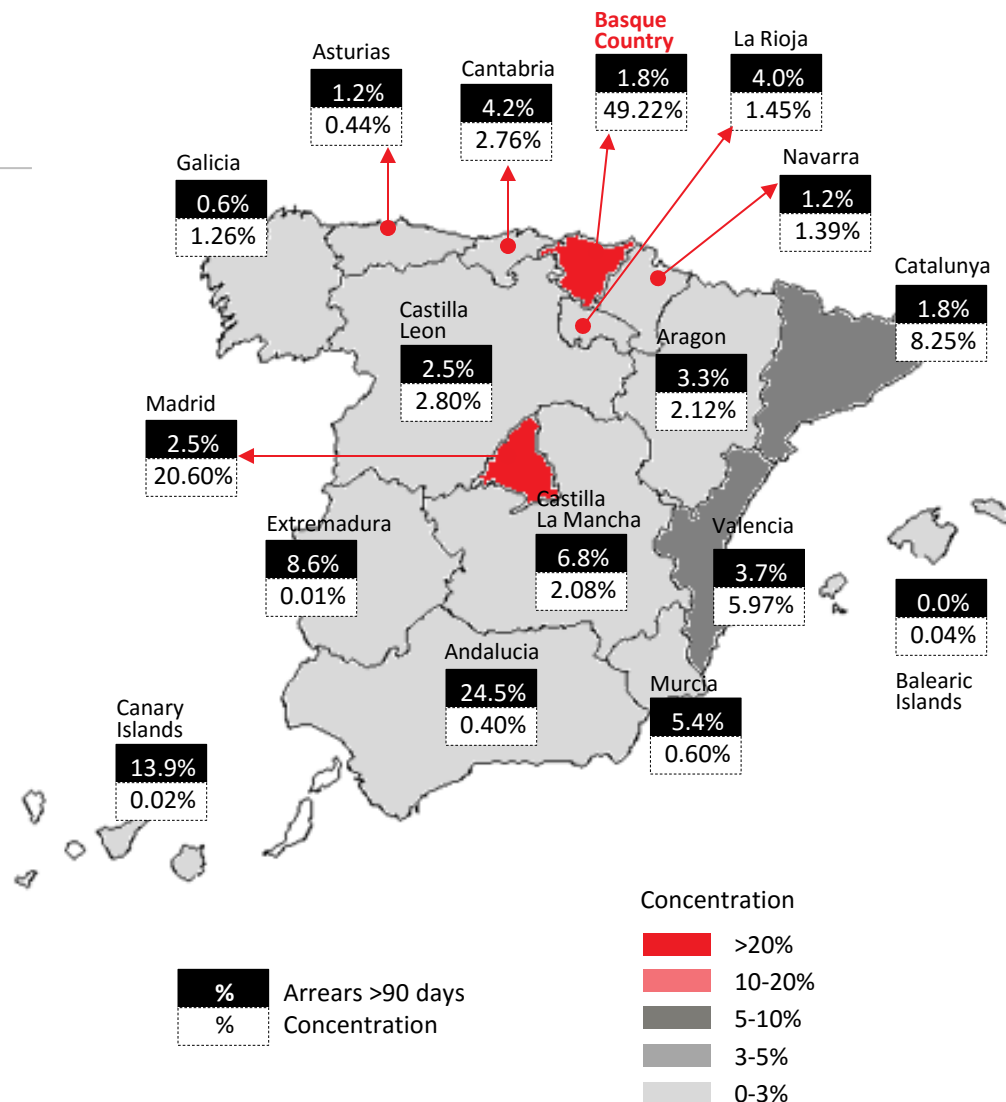 Basque
Country
1.8%
49.22%
La Rioja
4.0%
1.45%
Asturias
1.2%
0.44%
Cantabria
4.2%
2.76%
Navarra
1.2%
1.39%
Galicia
0.6%
1.26%
Catalunya
1.8%
8.25%
Castilla
Leon
2.5%
2.80%
Aragon
3.3%
2.12%
Madrid
2.5%
20.60%
Extremadura
8.6%
0.01%
Castilla
La Mancha
6.8%
2.08%
Valencia
3.7%
5.97%
0.0%
0.04%
Balearic
Islands
Andalucia
24.5%
0.40%
Murcia
5.4%
0.60%
Canary
Islands
13.9%
0.02%
Concentration
>20%
10-20%
5-10%
3-5%
0-3%
% Arrears >90 days
% Concentration